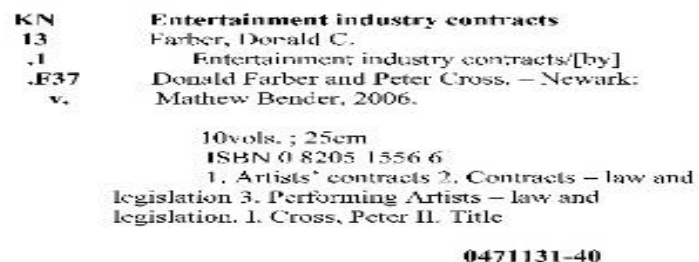 KN Entertainment industry contracts
13 Farber, Donald C.
.1 Entertainment industry contracts/[by]
.F37 Donald Farber and Peter Cross. – Newark:
v. Mathew Bender, 2006.
10vols. ; 25cm
ISBN 0 8205 1556 6
1. Artists' contracts 2. Contracts – law and
legislation 3. Performing Artists – law and
legislation. I. Cross, Peter II. Title
0471131-40